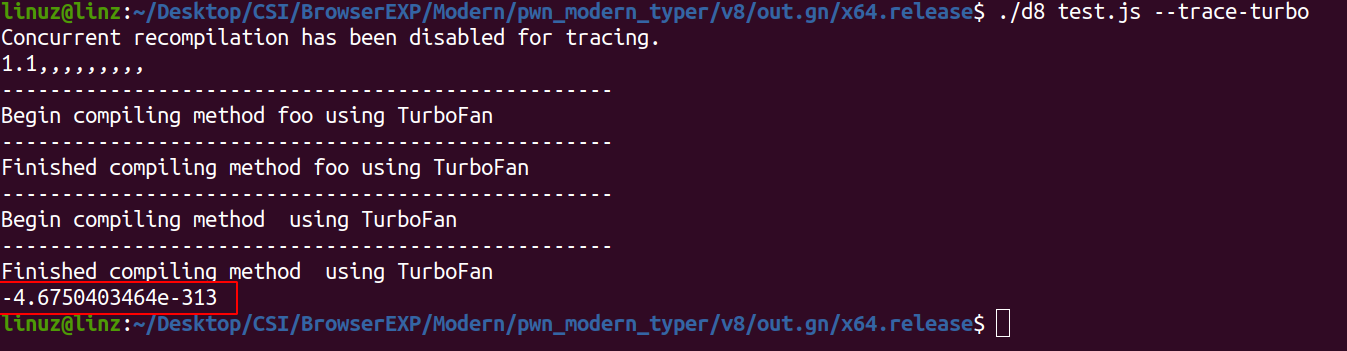 linuz@linz:~/Desktop/CSI/BrowserEXP/Modern/pwn_modern_typer/v8/out.gn/x64.release$ ./d8 test.js --trace-turbo
Concurrent recompilation has been disabled for tracing.
1.1,,,,,,,,,
---------------------------------------------------
Begin compiling method foo using TurboFan
---------------------------------------------------
Finished compiling method foo using TurboFan
---------------------------------------------------
Begin compiling method  using TurboFan
---------------------------------------------------
Finished compiling method  using TurboFan
-4.6750403464e-313
linuz@linz:~/Desktop/CSI/BrowserEXP/Modern/pwn_modern_typer/v8/out.gn/x64.release$